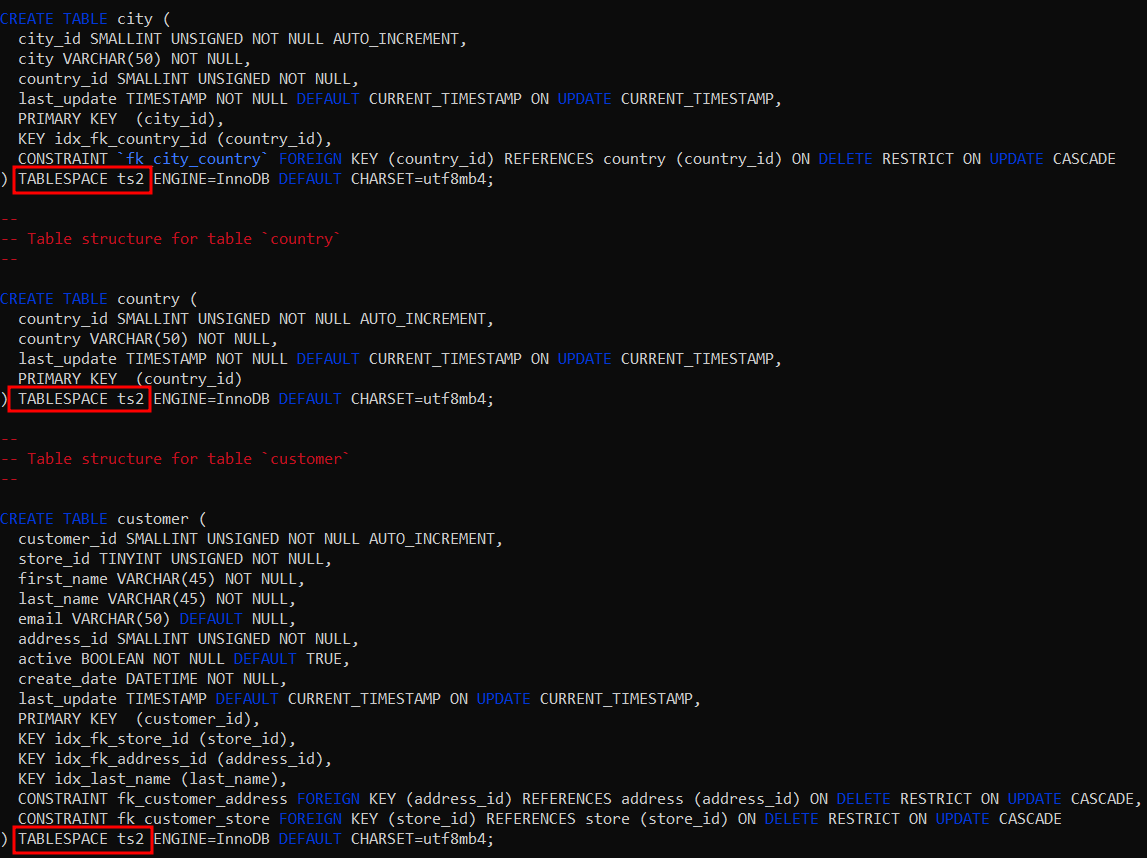 CREATE TABLE city (
  city_id SMALLINT UNSIGNED NOT NULL AUTO_INCREMENT,
  city VARCHAR(50) NOT NULL,
  country_id SMALLINT UNSIGNED NOT NULL,
  last_update TIMESTAMP NOT NULL DEFAULT CURRENT_TIMESTAMP ON UPDATE CURRENT_TIMESTAMP,
  PRIMARY KEY  (city_id),
  KEY idx_fk_country_id (country_id),
  CONSTRAINT `fk_city_country` FOREIGN KEY (country_id) REFERENCES country (country_id) ON DELETE RESTRICT ON UPDATE CASCADE
) TABLESPACE ts2 ENGINE=InnoDB DEFAULT CHARSET=utf8mb4;
--
-- Table structure for table `country`
--
CREATE TABLE country (
  country_id SMALLINT UNSIGNED NOT NULL AUTO_INCREMENT,
  country VARCHAR(50) NOT NULL,
  last_update TIMESTAMP NOT NULL DEFAULT CURRENT_TIMESTAMP ON UPDATE CURRENT_TIMESTAMP,
  PRIMARY KEY  (country_id)
) TABLESPACE ts2 ENGINE=InnoDB DEFAULT CHARSET=utf8mb4;
--
-- Table structure for table `customer`
--
CREATE TABLE customer (
  customer_id SMALLINT UNSIGNED NOT NULL AUTO_INCREMENT,
  store_id TINYINT UNSIGNED NOT NULL,
  first_name VARCHAR(45) NOT NULL,
  last_name VARCHAR(45) NOT NULL,
  email VARCHAR(50) DEFAULT NULL,
  address_id SMALLINT UNSIGNED NOT NULL,
  active BOOLEAN NOT NULL DEFAULT TRUE,
  create_date DATETIME NOT NULL,
  last_update TIMESTAMP DEFAULT CURRENT_TIMESTAMP ON UPDATE CURRENT_TIMESTAMP,
  PRIMARY KEY  (customer_id),
  KEY idx_fk_store_id (store_id),
  KEY idx_fk_address_id (address_id),
  KEY idx_last_name (last_name),
  CONSTRAINT fk_customer_address FOREIGN KEY (address_id) REFERENCES address (address_id) ON DELETE RESTRICT ON UPDATE CASCADE,
  CONSTRAINT fk_customer_store FOREIGN KEY (store_id) REFERENCES store (store_id) ON DELETE RESTRICT ON UPDATE CASCADE
) TABLESPACE ts2 ENGINE=InnoDB DEFAULT CHARSET=utf8mb4;